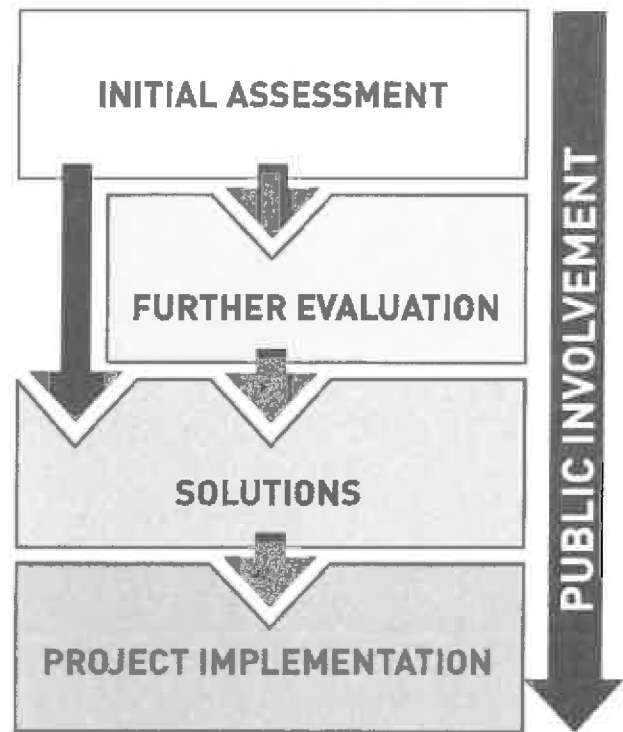 INITIAL ASSESSMENT
FURTHER EVALUATION
SOLUTIONS
PROJECT IMPLEMENTATION
PUBLIC INVOLVEMENT